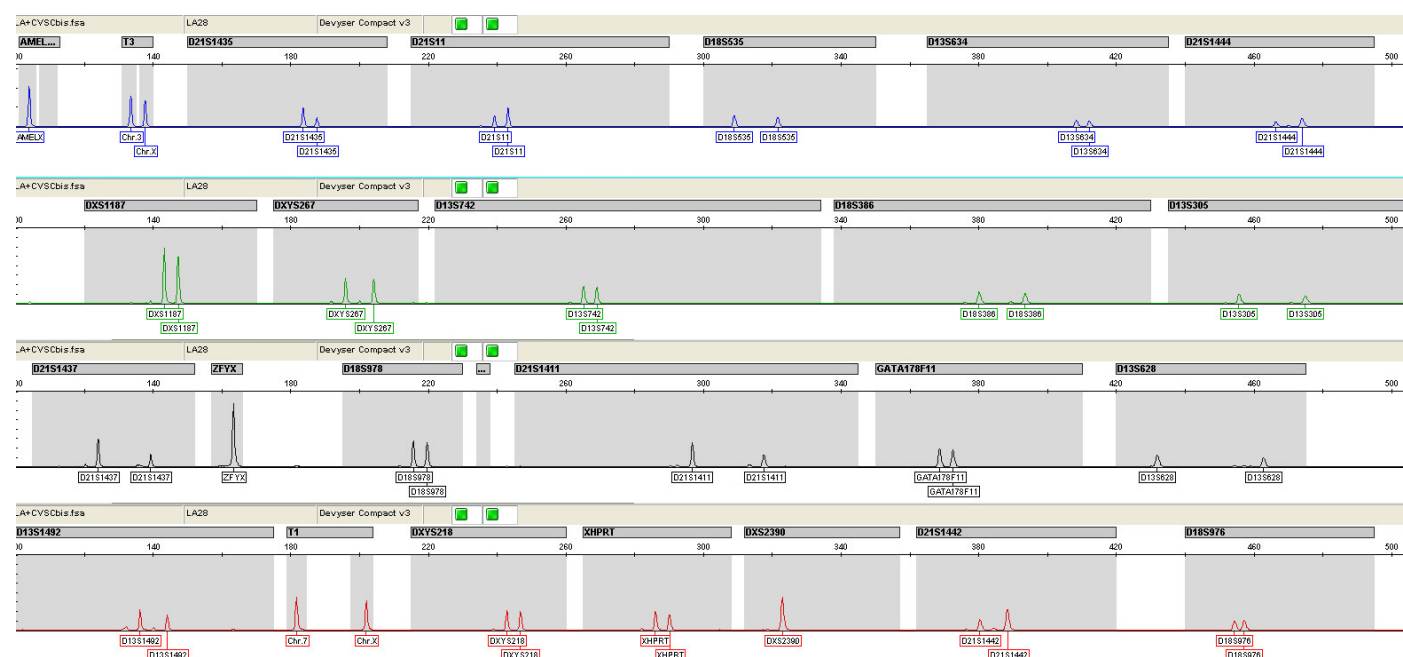 LA+CVSCbis.fsa LA28 Devyser Compact v3
AMEL... T3 D21S1435 D21S11 D18S535 D13S634 D21S1444
140 220 300 380 460 500
AMELX Chr.3 D21S1435 D21S11 D18S535 D18S535 D13S634 D21S1444
Chr.X D21S1435 D21S11 D13S634 D21S1444
LA+CVSCbis.fsa LA28 Devyser Compact v3
DXS1187 DXYS267 D13S742 D18S386 D13S305
140 180 220 260 300 340 380 460 500
DXS1187 DXYS267 D13S742 D18S386 D18S386 D13S305 D13S305
DXS1187 DXYS267 D13S742
LA+CVSCbis.fsa LA28 Devyser Compact v3
D21S1437 ZFYX D18S978 ... D21S1411 GATA178F11 D13S628
140 180 220 260 300 340 380 460 500
D21S1437 D21S1437 ZFYX D18S978 D21S1411 D21S1411 GATA178F11 D13S628 D13S628
D18S978 GATA178F11
LA+CVSCbis.fsa LA28 Devyser Compact v3
D13S1492 T1 DXYS218 XHPRT DXS2390 D21S1442 D18S976
140 180 220 260 300 340 380 460 500
D13S1492 Chr.7 Chr.X DXYS218 XHPRT DXS2390 D21S1442 D18S976
D13S1492 DXYS218 XHPRT D21S1442 D18S976